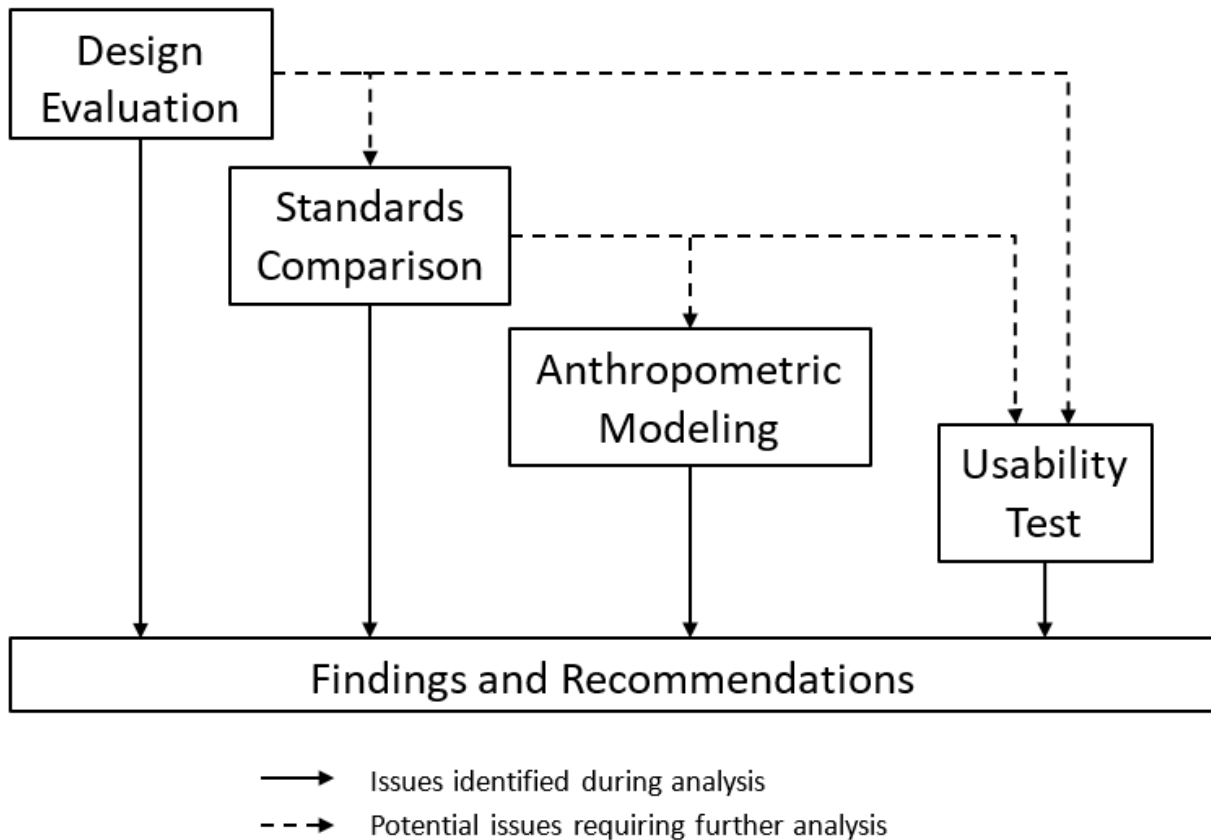 Design
Evaluation
Standards
Comparison
Anthropometric
Modeling
Usability
Test
Findings and Recommendations
Issues identified during analysis
Potential issues requiring further analysis